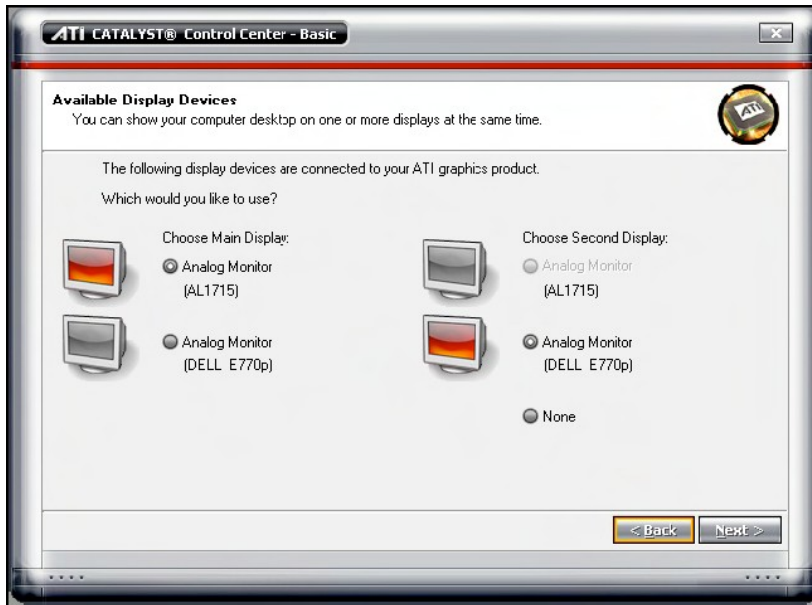 ATI CATALYST® Control Center - Basic
Available Display Devices
You can show your computer desktop on one or more displays at the same time.
ATI
The following display devices are connected to your ATI graphics product.
Which would you like to use?
Choose Main Display:
Analog Monitor
(AL1715)
Analog Monitor
(DELL E770p)
Choose Second Display:
Analog Monitor
(AL1715)
Analog Monitor
(DELL E770p)
None
< Back
Next >